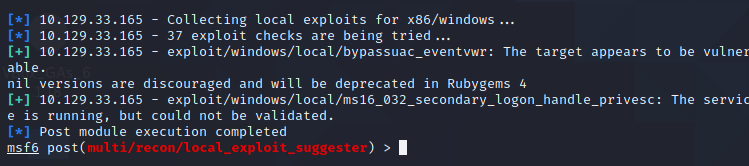 [*] 10.129.33.165 - Collecting local exploits for x86/windows...
[*] 10.129.33.165 - 37 exploit checks are being tried...
[+] 10.129.33.165 - exploit/windows/local/bypassuac_eventvwr: The target appears to be vulner
able.
nil versions are discouraged and will be deprecated in Rubygems 4
[+] 10.129.33.165 - exploit/windows/local/ms16_032_secondary_logon_handle_privesc: The servic
e is running, but could not be validated.
[*] Post module execution completed
msf6 post(multi/recon/local_exploit_suggester) >